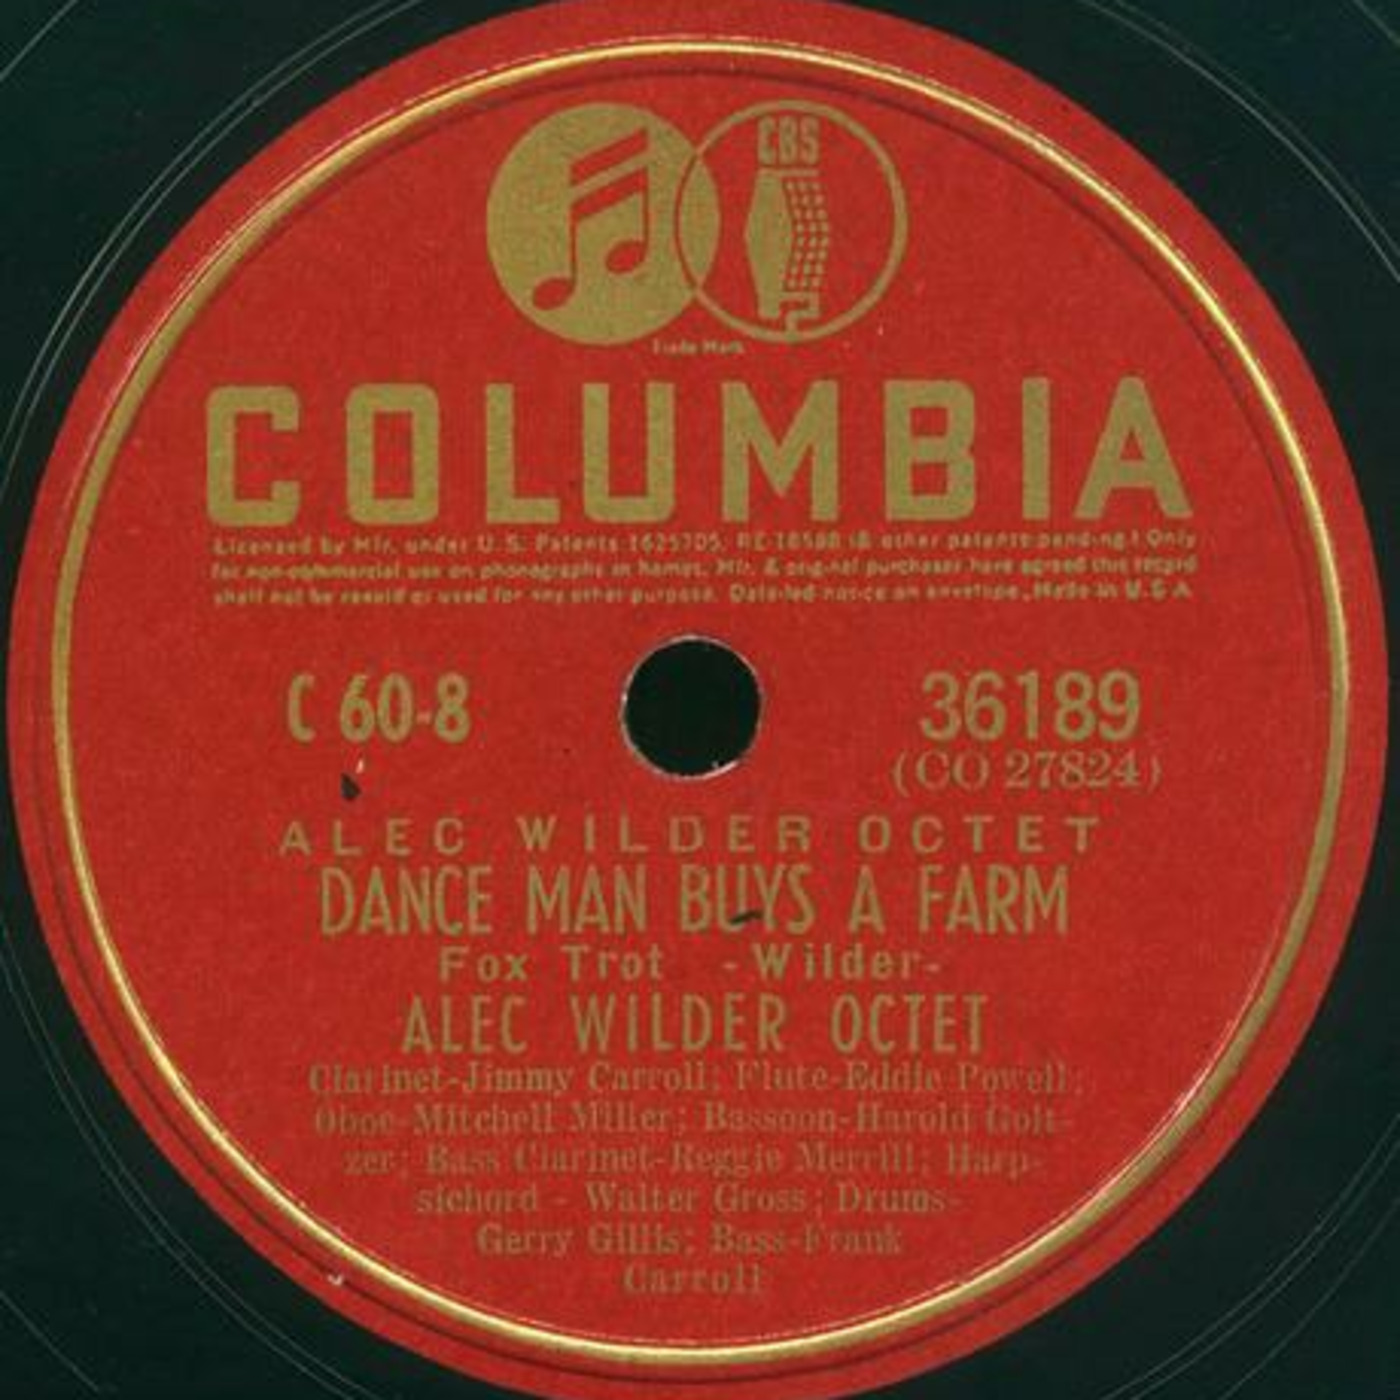 CBS
Trade Mark
COLUMBIA
Licensed by Mfr. under U.S. Patents 1625705, RE 16588 (& other patents pending.) Only
for non-commercial use on phonographs in homes. Mfr. & original purchaser have agreed this record
shall not be resold or used for any other purpose. Detailed notice on envelope. Made in U.S.A
C 60-8
36189
(CO 27824)
ALEC WILDER OCTET
DANCE MAN BUYS A FARM
Fox Trot -Wilder-
ALEC WILDER OCTET
Clarinet-Jimmy Carroll; Flute-Eddie Powell;
Oboe-Mitchell Miller; Bassoon-Harold Golt-
zer; Bass Clarinet-Reggie Merrill; Harp-
sichord - Walter Gross; Drums-
Gerry Gillis; Bass-Frank
Carroll